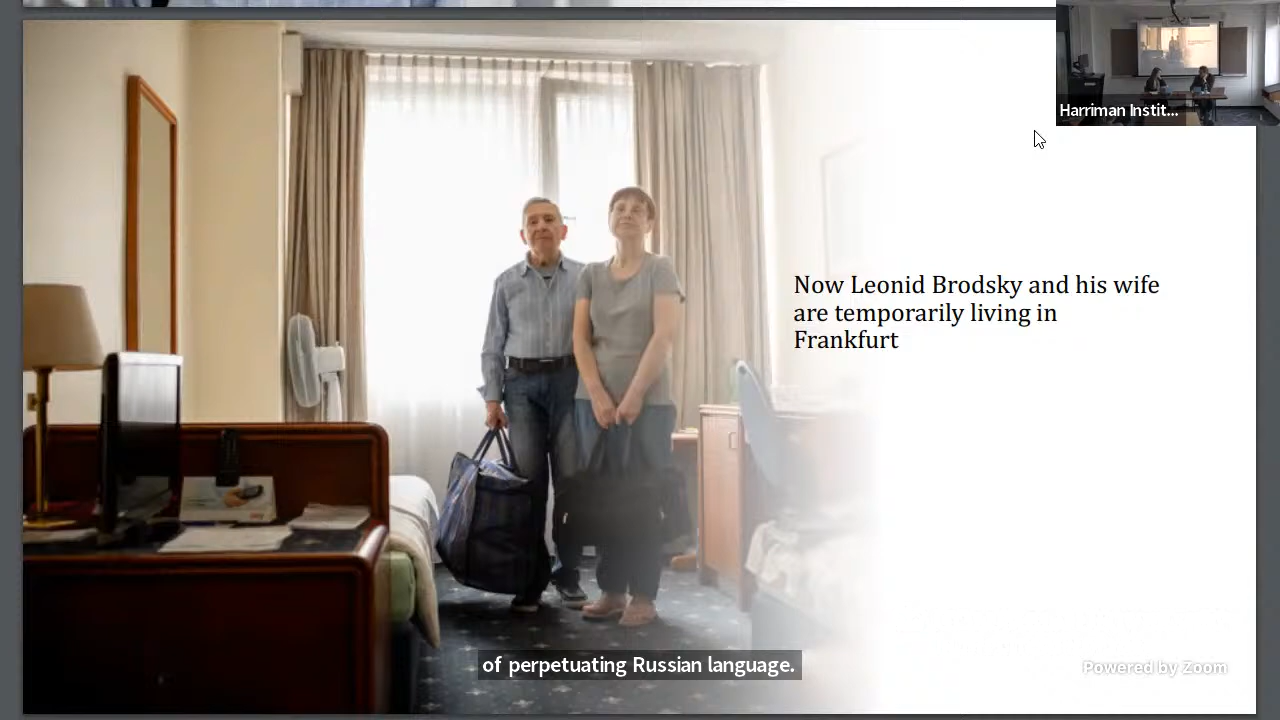 Harriman Instit...
Now Leonid Brodsky and his wife
are temporarily living in
Frankfurt
of perpetuating Russian language.
Powered by Zoom